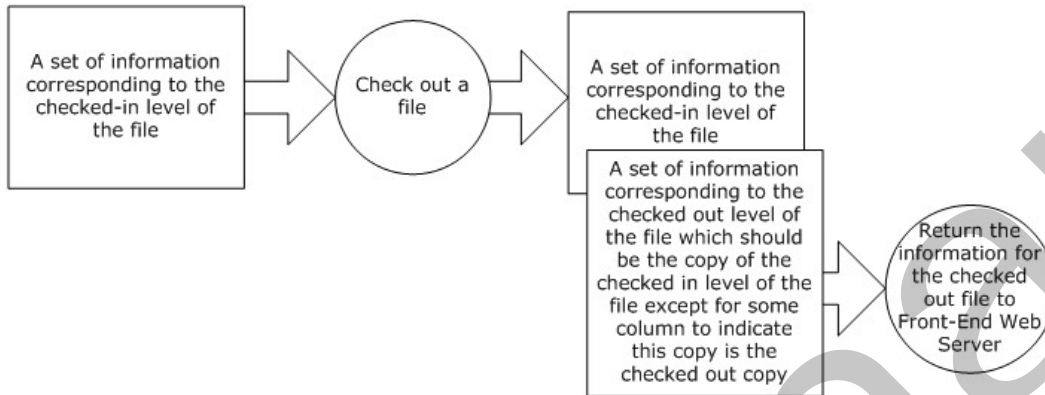 A set of information
corresponding to the
checked-in level of
the file
Check out a
file
A set of information
corresponding to the
checked-in level of
the file
A set of information
corresponding to the
checked out level of
the file which should
be the copy of the
checked in level of the
file except for some
column to indicate
this copy is the
checked out copy
Return the
information for
the checked
out file to
Front-End Web
Server